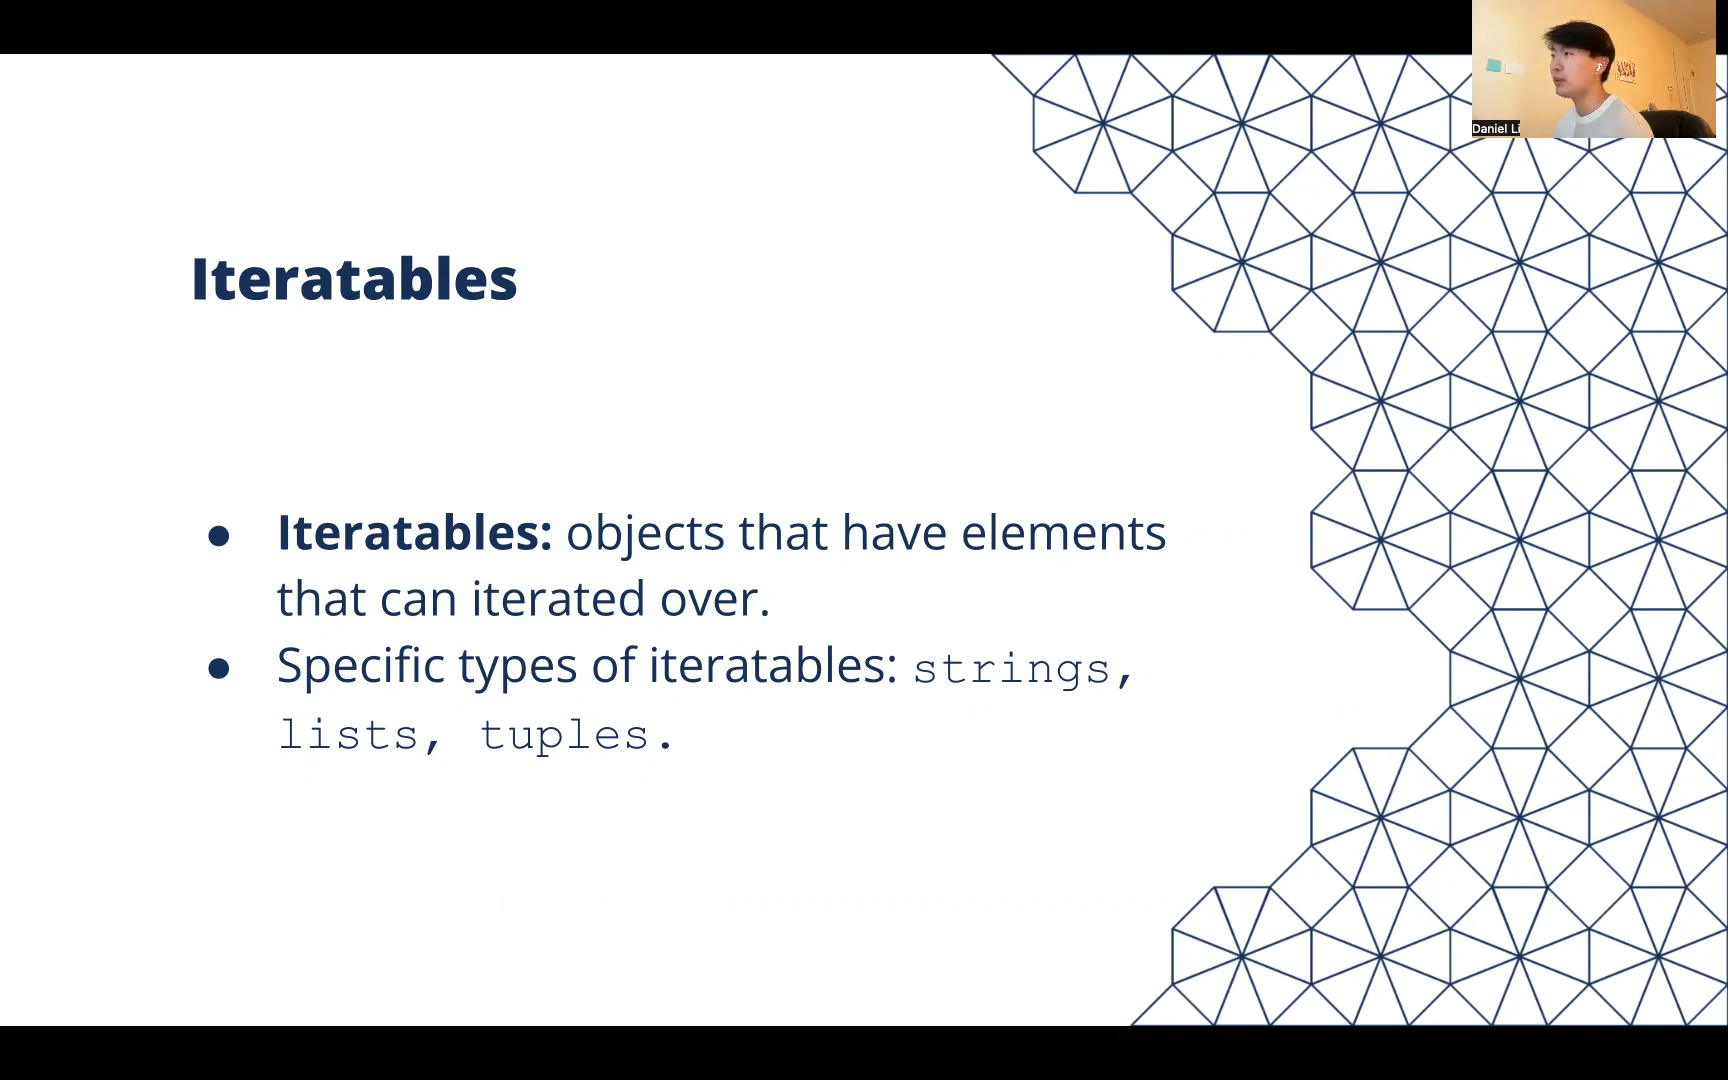 Daniel Li
Iteratables
● Iteratables: objects that have elements
that can iterated over.
● Specific types of iteratables: strings,
lists, tuples.